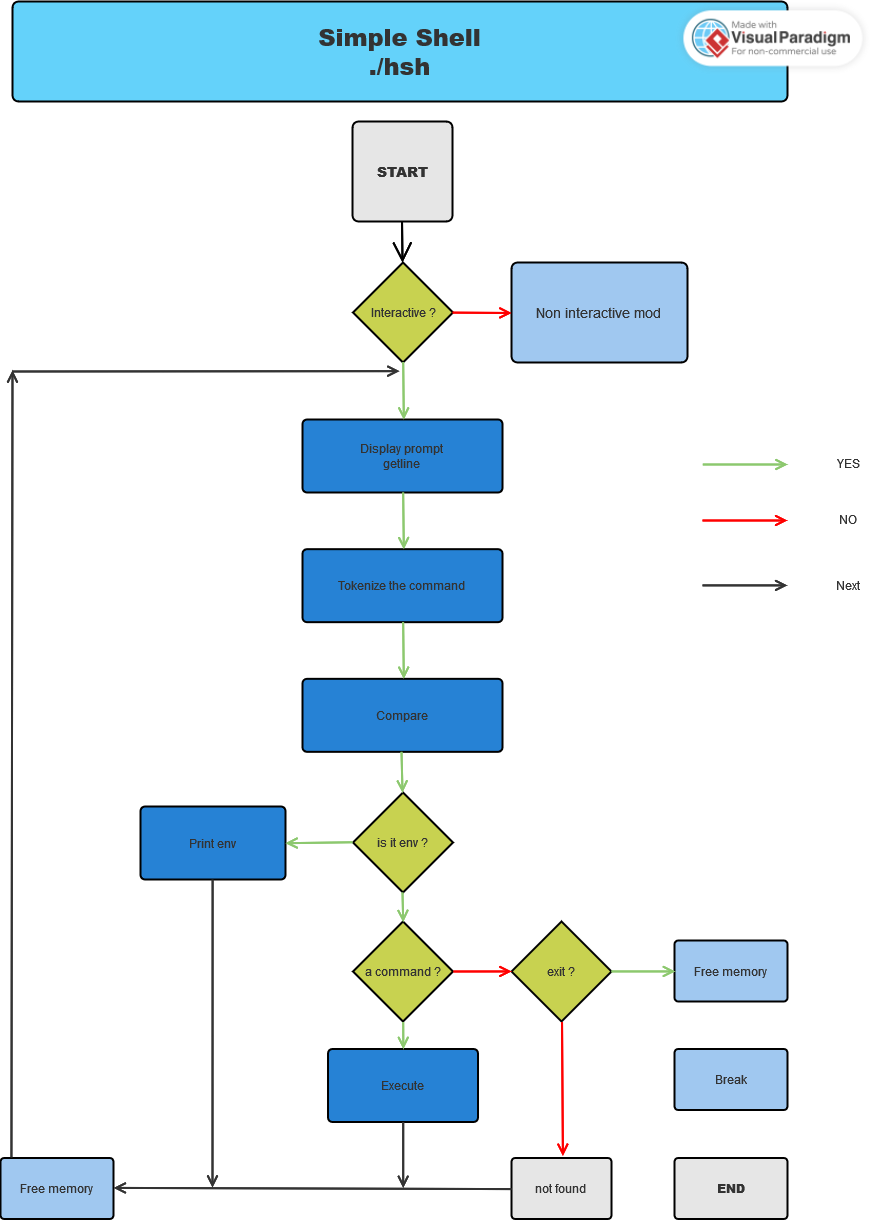 Simple Shell
./hsh
Made with
VisualParadigm
For non-commercial use
START
Interactive ?
Non interactive mod
Display prompt
getline
YES
NO
Tokenize the command
Next
Compare
Print env
is it env ?
a command ?
exit ?
Free memory
Execute
Break
Free memory
not found
END